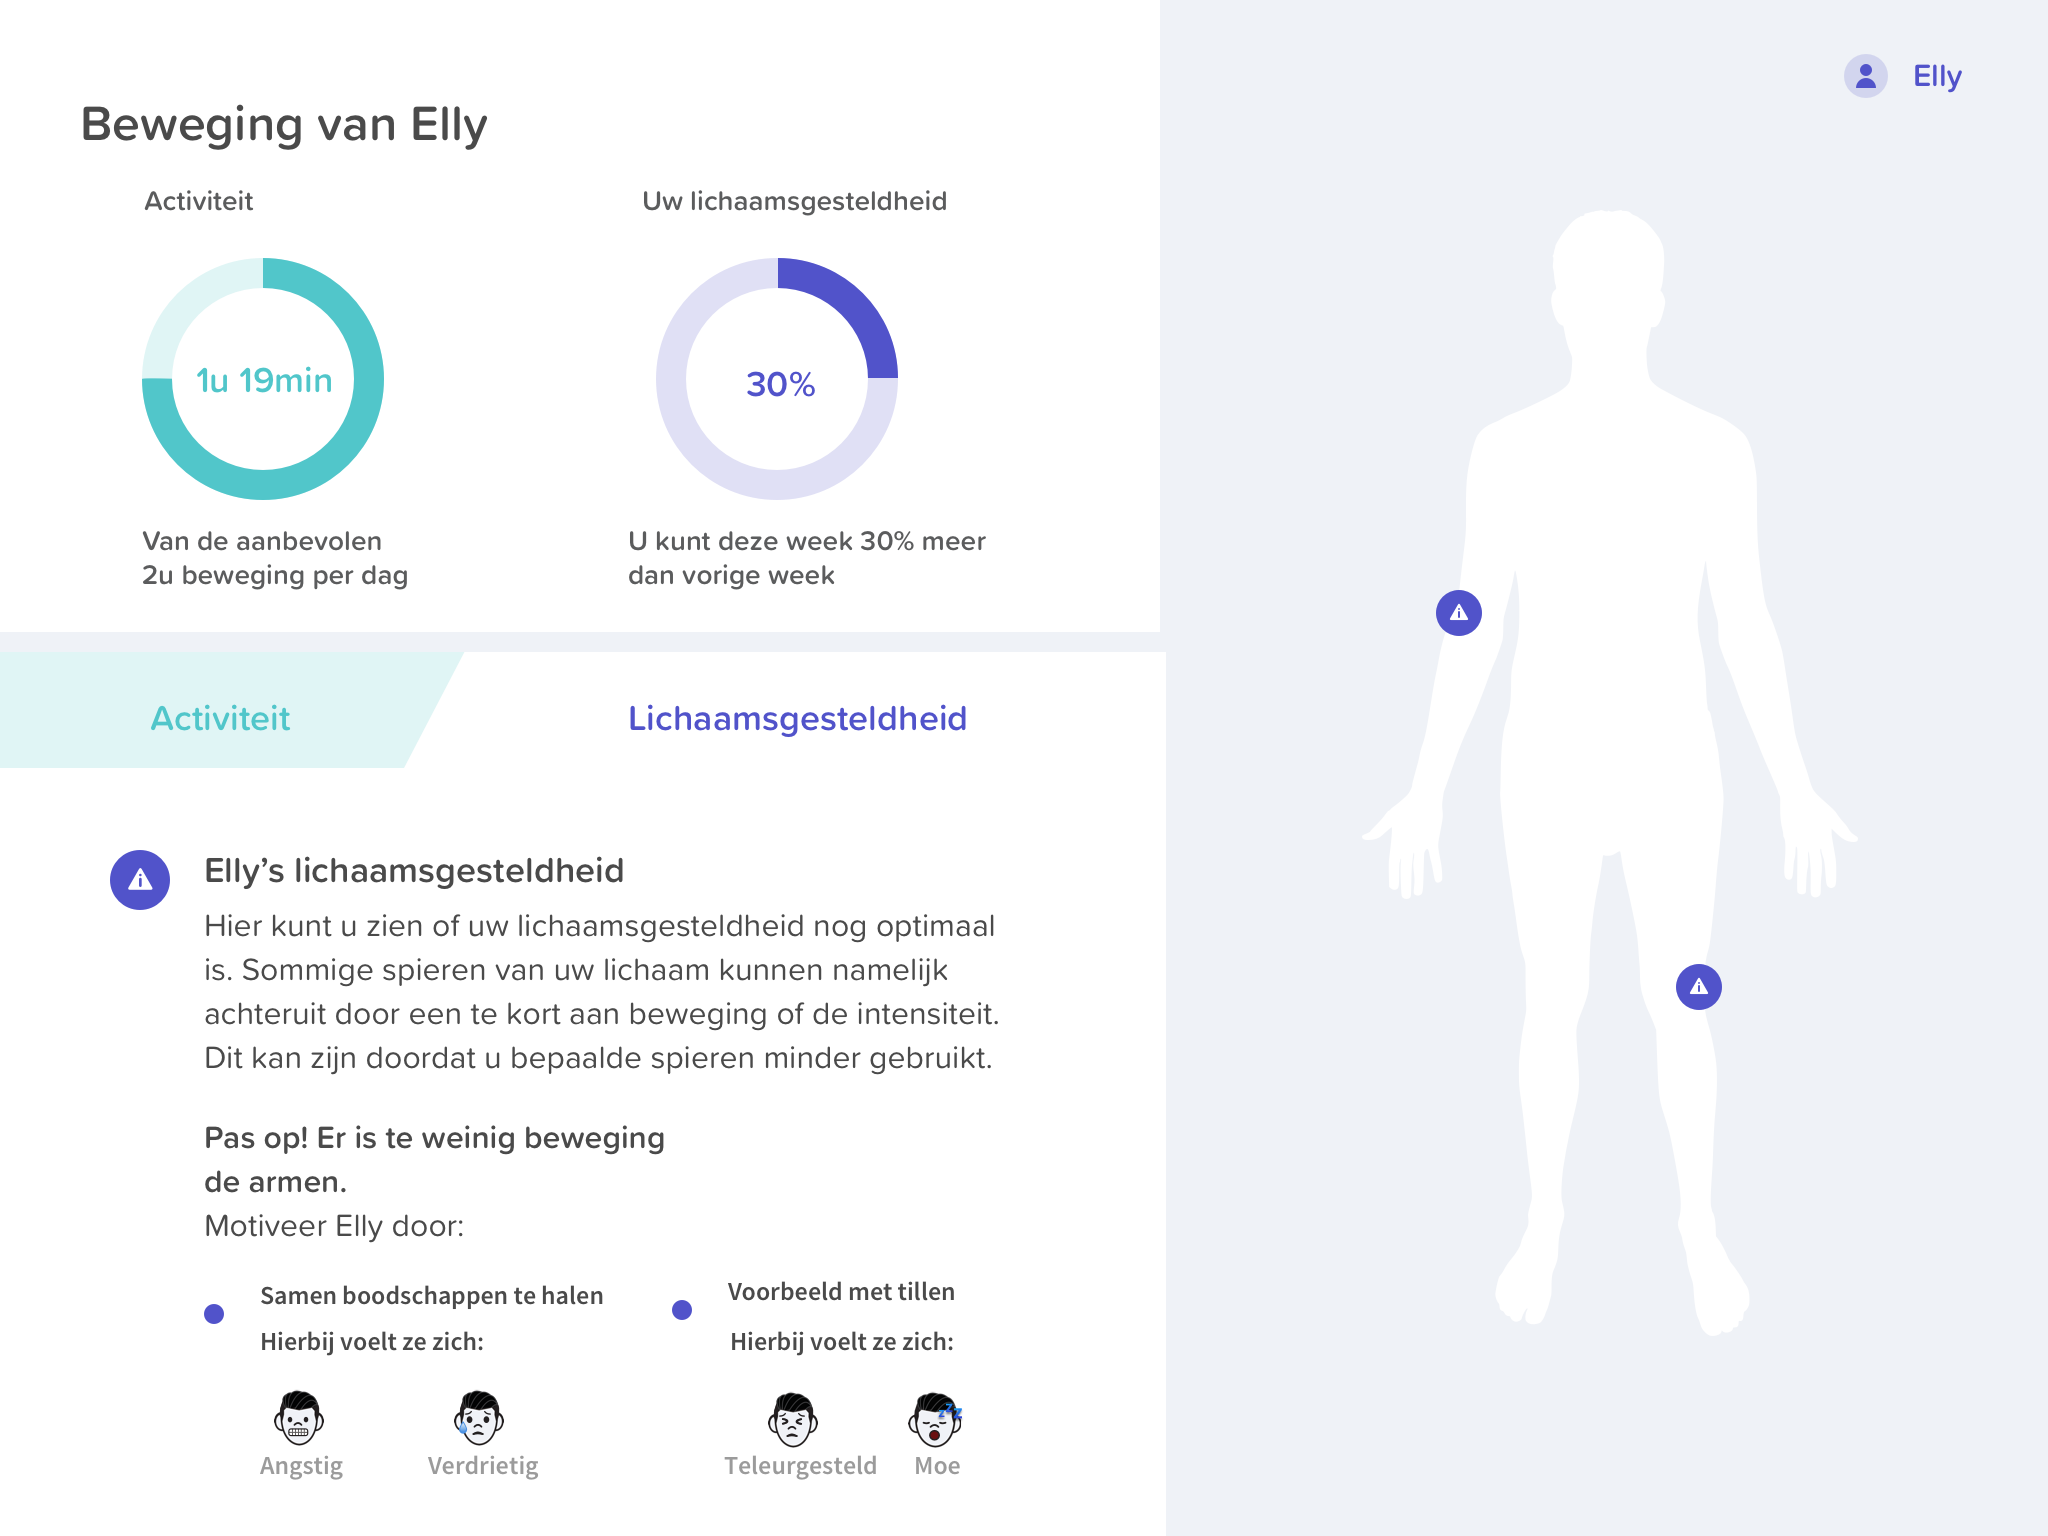 Elly
Beweging van Elly
Activiteit
Uw lichaamsgesteldheid
1u 19min
30%
Van de aanbevolen
2u beweging per dag
U kunt deze week 30% meer
dan vorige week
Activiteit
Lichaamsgesteldheid
Elly’s lichaamsgesteldheid
Hier kunt u zien of uw lichaamsgesteldheid nog optimaal
is. Sommige spieren van uw lichaam kunnen namelijk
achteruit door een te kort aan beweging of de intensiteit.
Dit kan zijn doordat u bepaalde spieren minder gebruikt.
Pas op! Er is te weinig beweging
de armen.
Motiveer Elly door:
Samen boodschappen te halen
Hierbij voelt ze zich:
Angstig
Verdrietig
Voorbeeld met tillen
Hierbij voelt ze zich:
Teleurgesteld
Moe